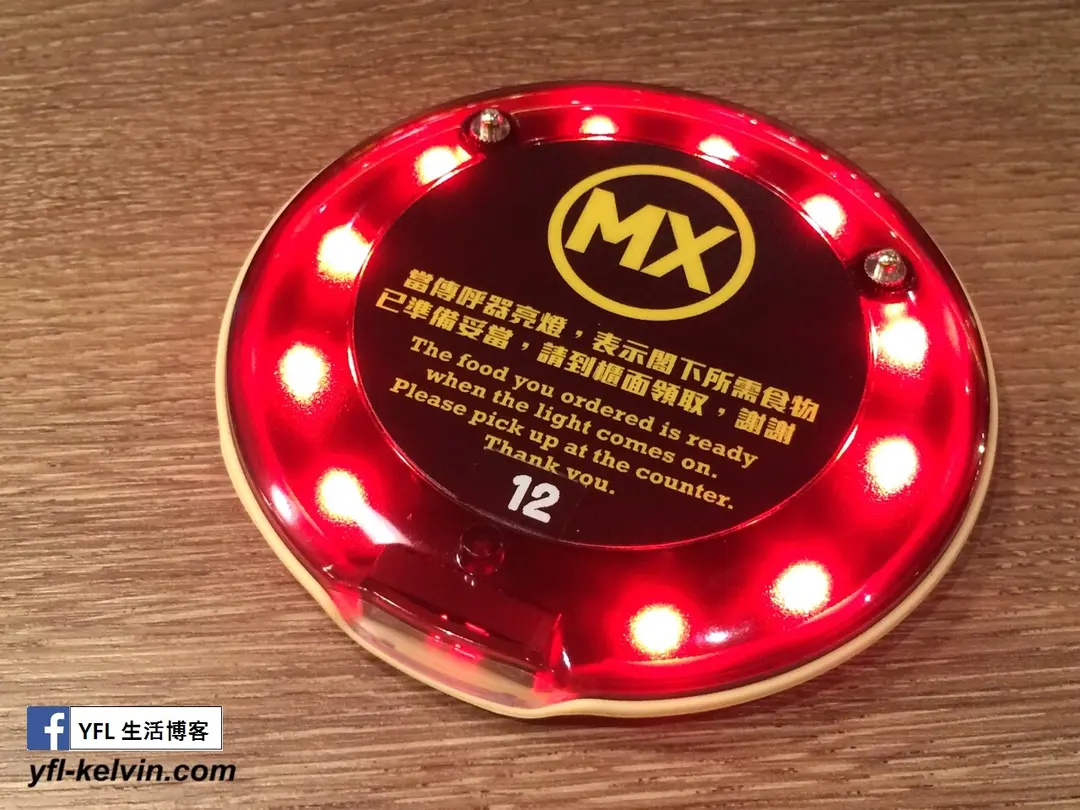 MX
當傳呼器亮燈，表示閣下所需食物
已準備妥當，請到櫃面領取，謝謝
The food you ordered is ready
when the light comes on.
Please pick up at the counter.
Thank you.
12
f YFL 生活博客
yfl-kelvin.com